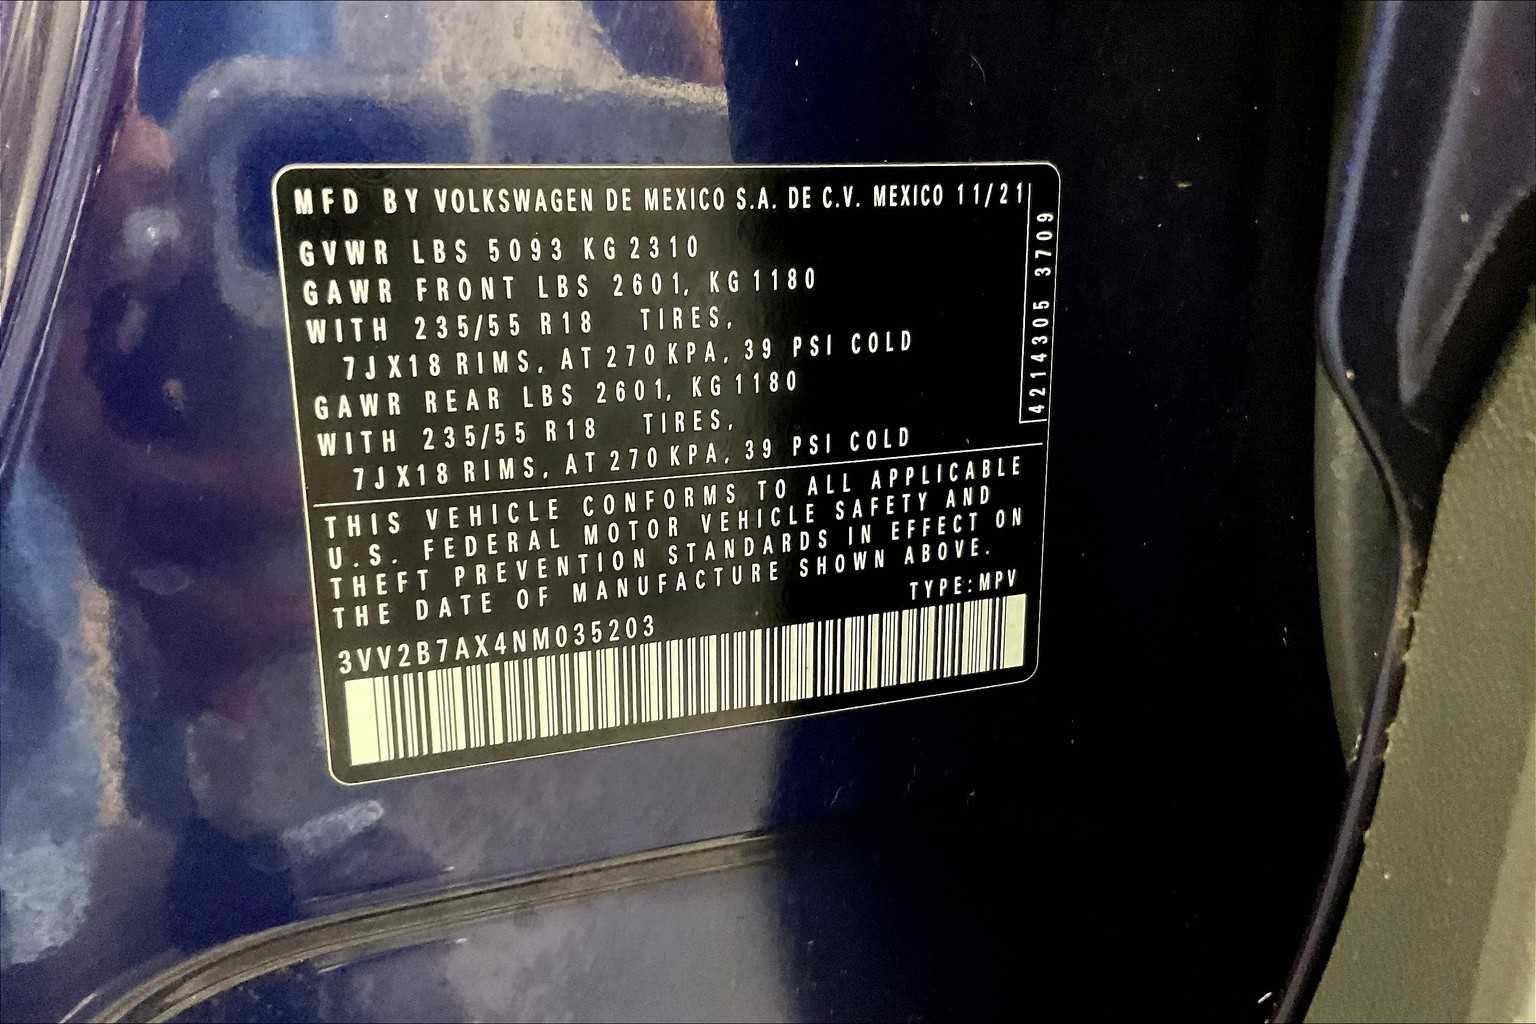 MFD BY VOLKSWAGEN DE MEXICO S.A. DE C.V. MEXICO 11/21
GVWR LBS 5093 KG 2310
GAWR FRONT LBS 2601, KG 1180
WITH 235/55 R18 TIRES,
7JX18 RIMS, AT 270 KPA, 39 PSI COLD
GAWR REAR LBS 2601, KG 1180
WITH 235/55 R18 TIRES,
7JX18 RIMS, AT 270 KPA, 39 PSI COLD
4214305 3709
THIS VEHICLE CONFORMS TO ALL APPLICABLE
U.S. FEDERAL MOTOR VEHICLE SAFETY AND
THEFT PREVENTION STANDARDS IN EFFECT ON
THE DATE OF MANUFACTURE SHOWN ABOVE.
TYPE:MPV
3VV2B7AX4NM035203